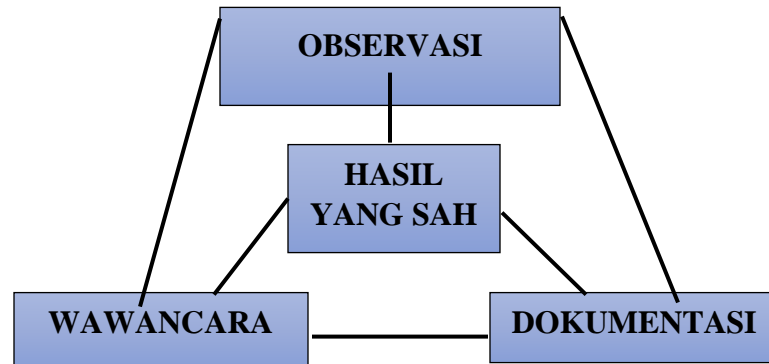 OBSERVASI
HASIL
YANG SAH
WAWANCARA
DOKUMENTASI